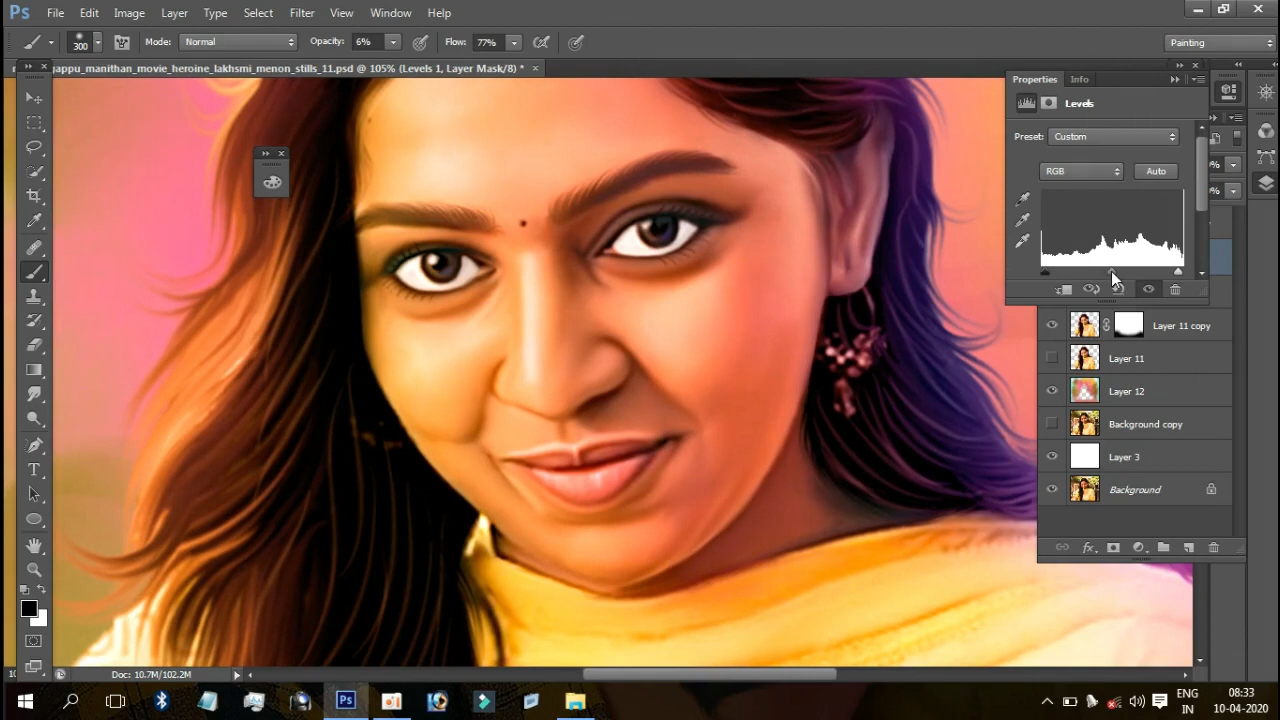 Ps File Edit Image Layer Type Select Filter View Window Help
300 Mode: Normal Opacity: 6% Flow: 77% Painting
gappu_manithan_movie_heroine_lakhsmi_menon_stills_11.psd @ 105% (Levels 1, Layer Mask/8) *
Properties Info
Levels
Preset: Custom
RGB Auto
Layer 11 copy
Layer 11
Layer 12
Background copy
Layer 3
Background
fx
T
Doc: 10.7M/102.2M
Ps
ENG
IN
08:33
10-04-2020